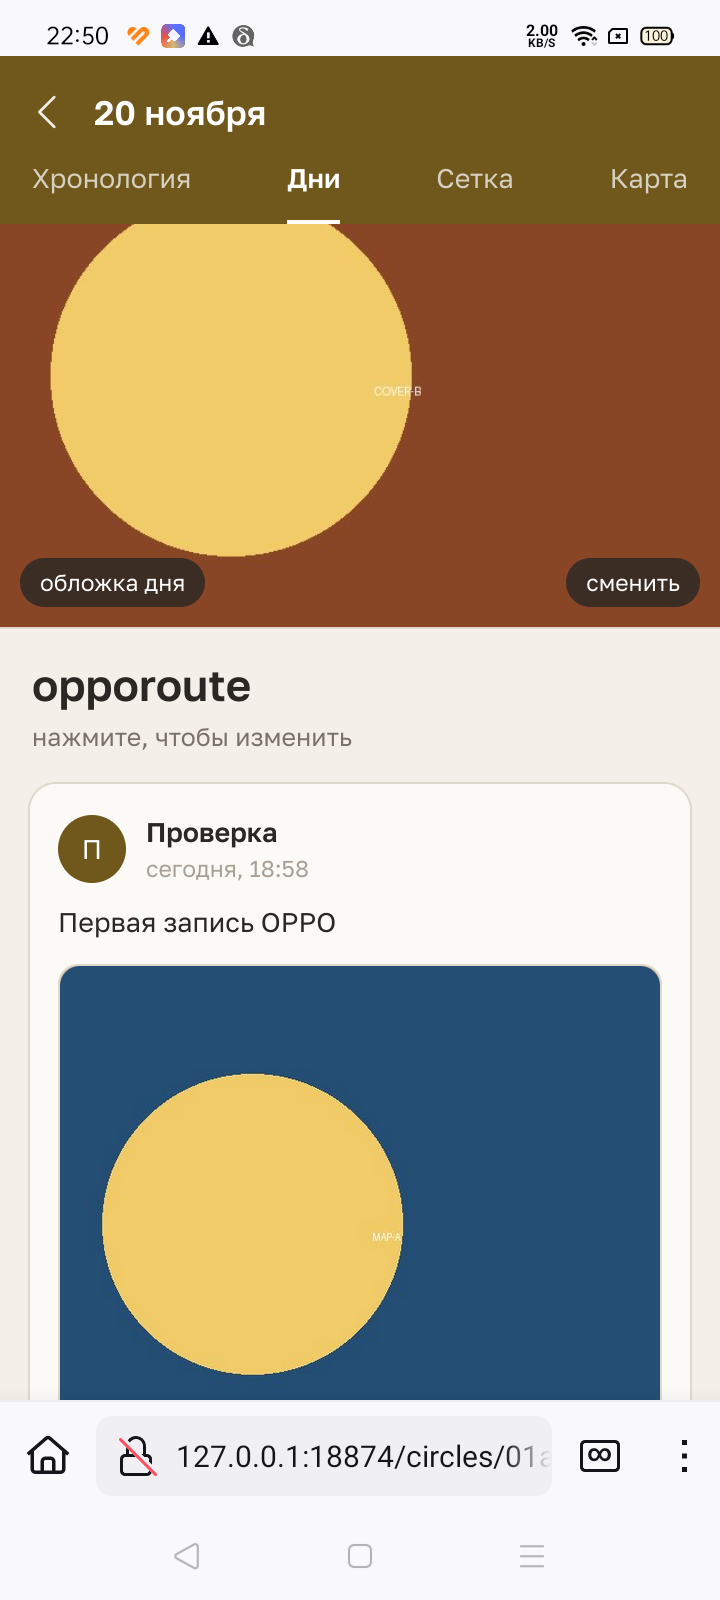 22:50
2.00
KB/S
100
20 ноября
Хронология
Дни
Сетка
Карта
COVER-B
обложка дня
сменить
opporoute
нажмите, чтобы изменить
П
Проверка
сегодня, 18:58
Первая запись OPPO
MAP-A
127.0.0.1:18874/circles/01a